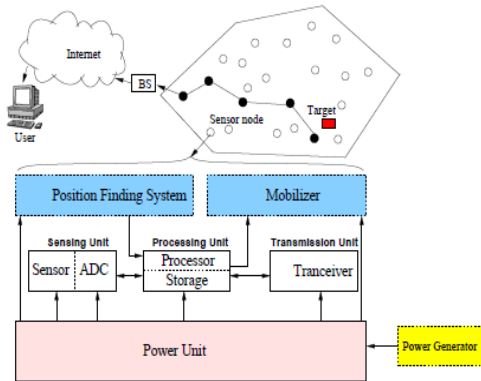 Internet
BS
Target
Sensor node
User
Position Finding System
Mobilizer
Sensing Unit
Processing Unit
Transmission Unit
Sensor
ADC
Processor
Storage
Tranceiver
Power Unit
Power Generator